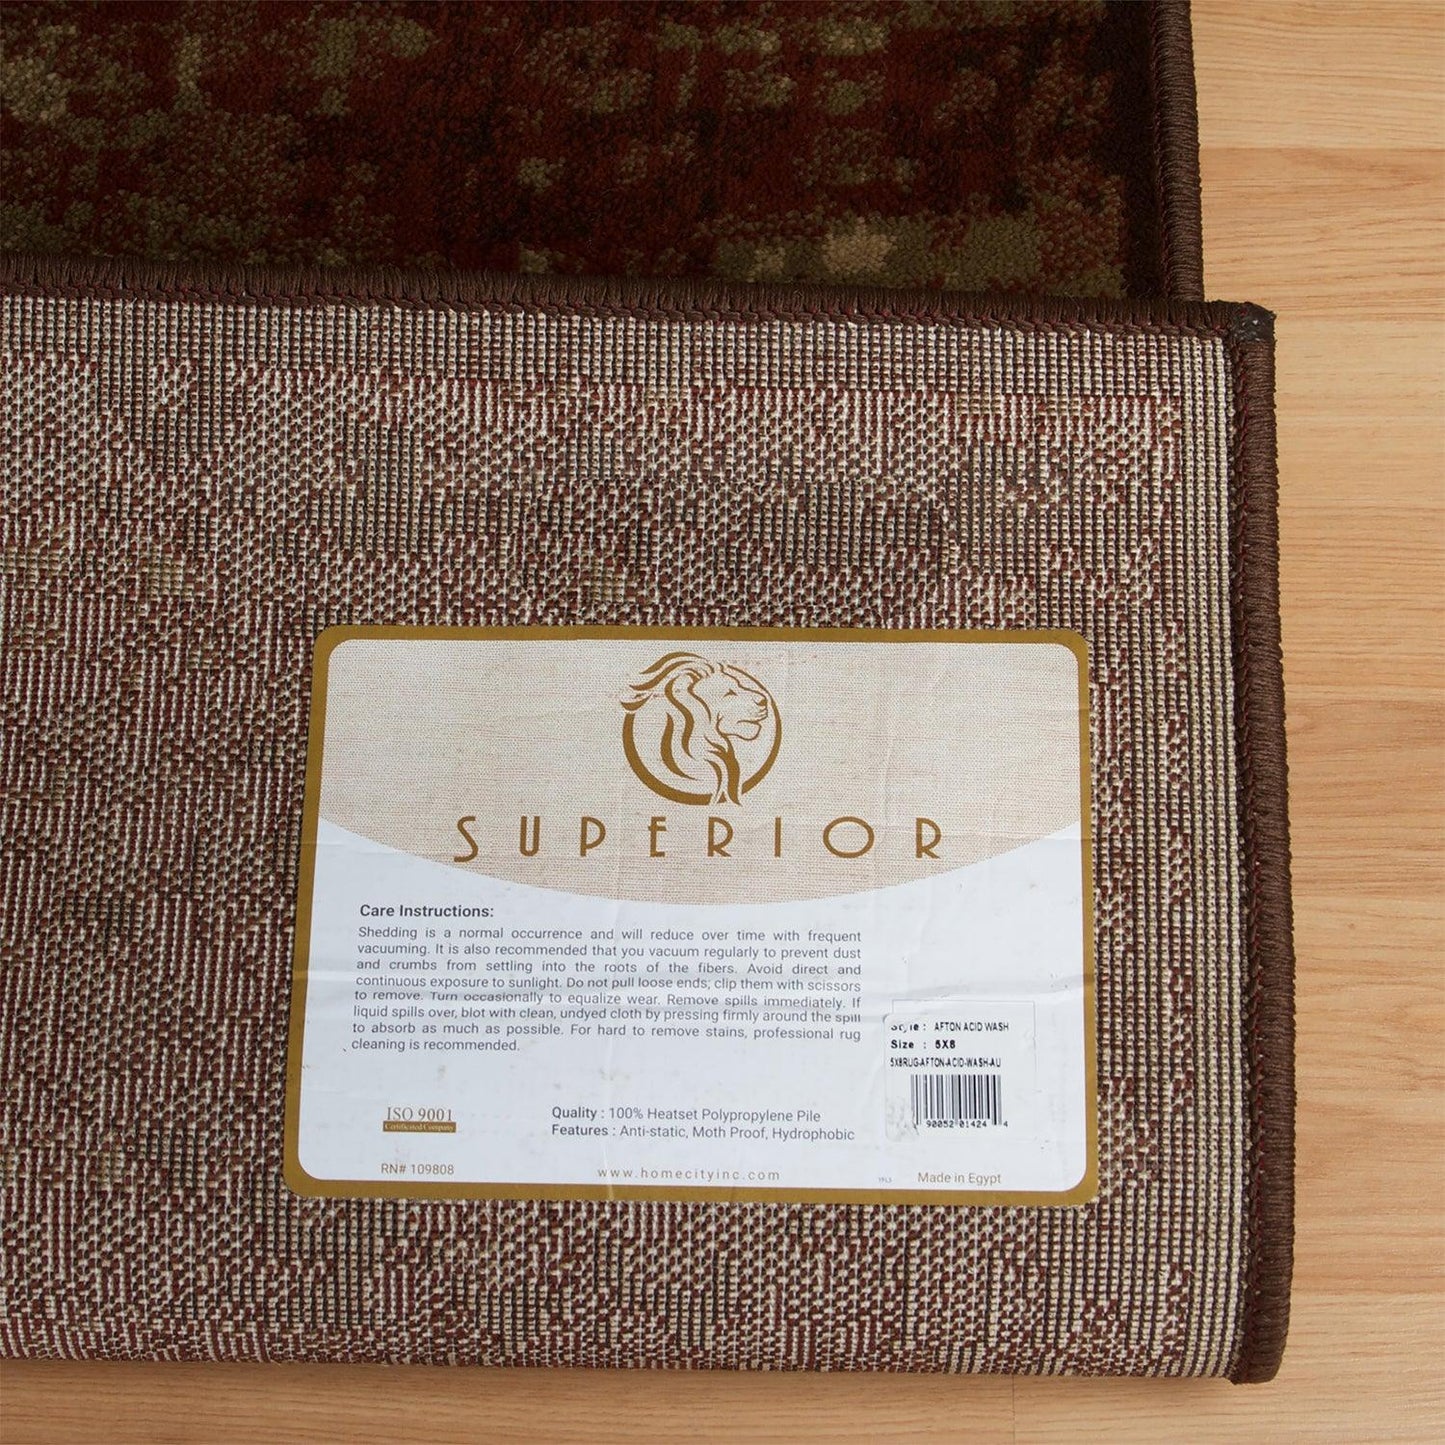 SUPERIOR
Care Instructions:
Shedding is a normal occurrence and will reduce over time with frequent
vacuuming. It is also recommended that you vacuum regularly to prevent dust
and crumbs from settling into the roots of the fibers. Avoid direct and
continuous exposure to sunlight. Do not pull loose ends; clip them with scissors
to remove. Turn occasionally to equalize wear. Remove spills immediately. If
liquid spills over, blot with clean, undyed cloth by pressing firmly around the spill
to absorb as much as possible. For hard to remove stains, professional rug
cleaning is recommended.
Style : AFTON ACID WASH
Size : 5X8
5X8RUG-AFTON-ACID-WASH-AU
90052 01424 4
ISO 9001
Certificated Company
Quality : 100% Heatset Polypropylene Pile
Features : Anti-static, Moth Proof, Hydrophobic
RN# 109808
www.homecityinc.com
Made in Egypt